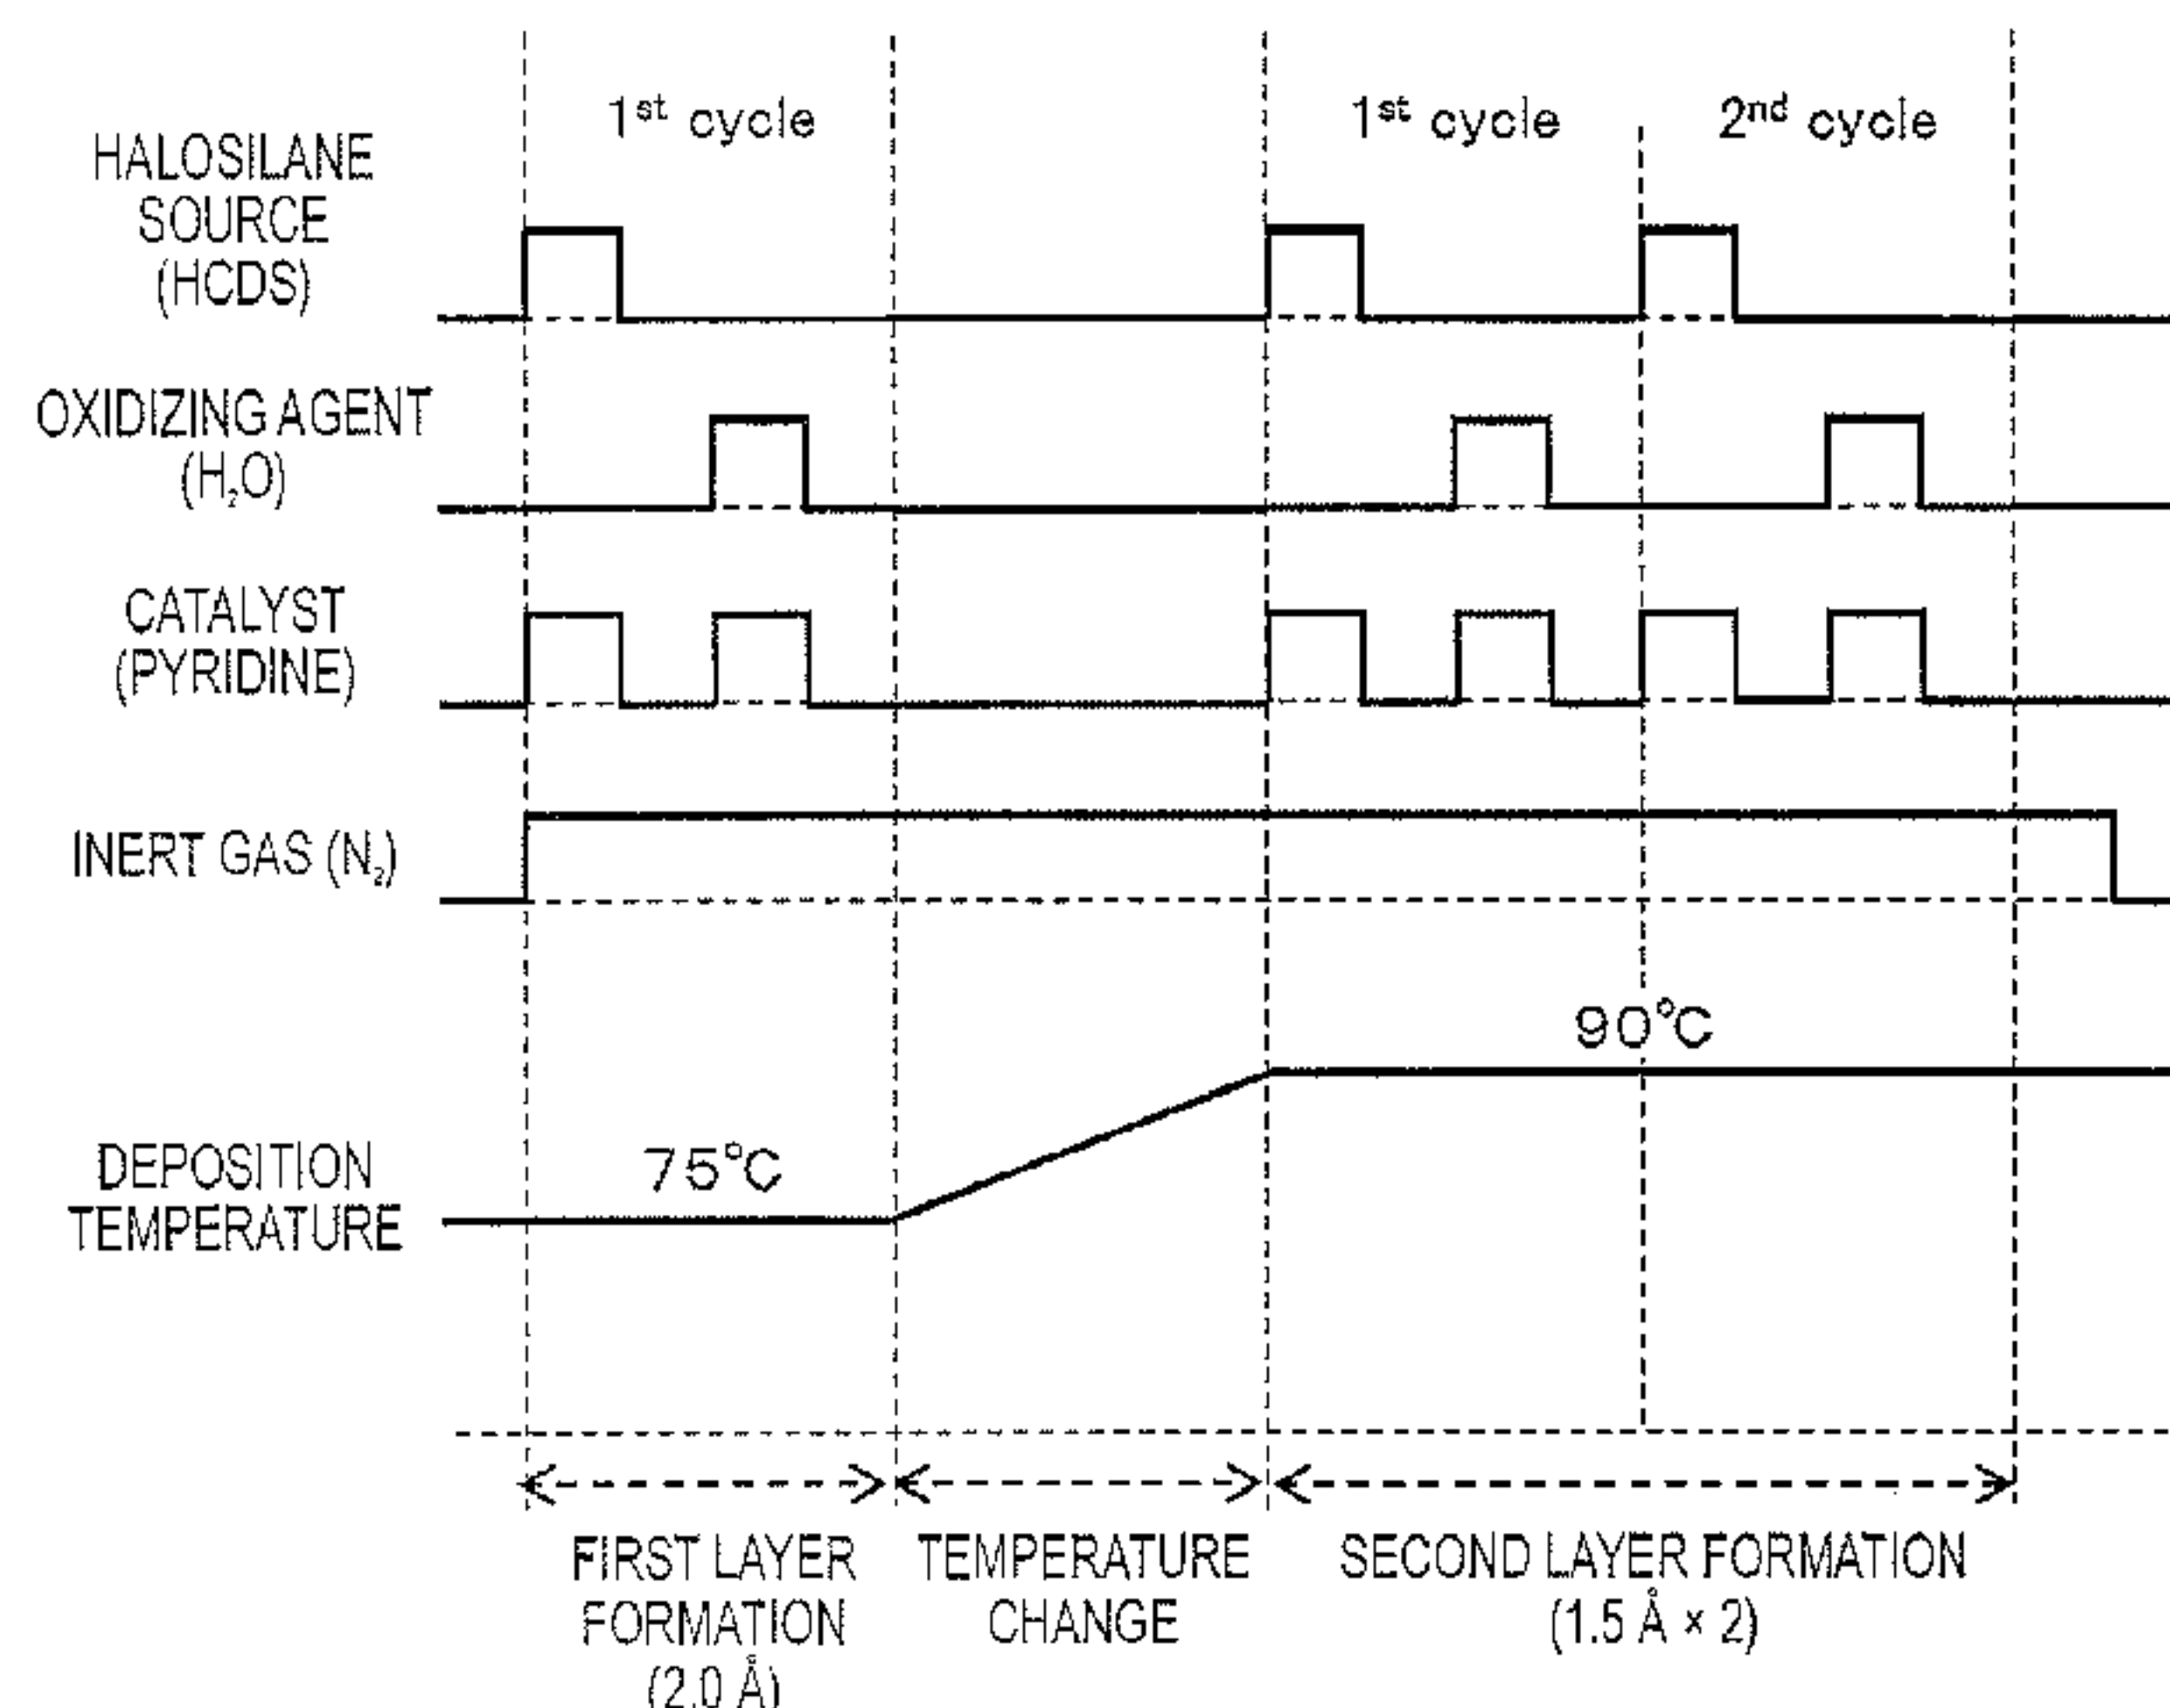 1st cycle
1st cycle
2nd cycle
HALOSILANE
SOURCE
(HCDS)
OXIDIZING AGENT
(H₂O)
CATALYST
(PYRIDINE)
INERT GAS (N₂)
90°C
75°C
DEPOSITION
TEMPERATURE
FIRST LAYER
FORMATION
(2.0 Å)
TEMPERATURE
CHANGE
SECOND LAYER FORMATION
(1.5 Å × 2)